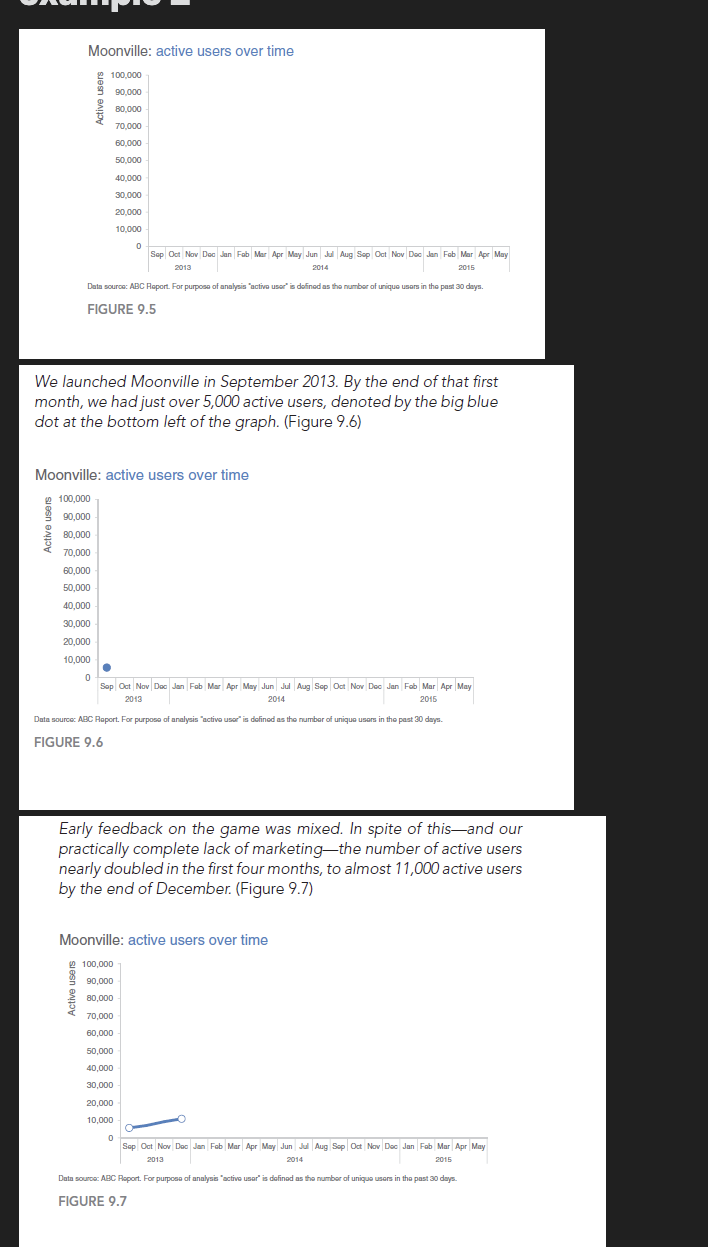 example 2
Moonville: active users over time
Active users
100,000
90,000
80,000
70,000
60,000
50,000
40,000
30,000
20,000
10,000
0
Sep Oct Nov Dec Jan Feb Mar Apr May Jun Jul Aug Sep Oct Nov Dec Jan Feb Mar Apr May
2013 2014 2015
Data source: ABC Report. For purpose of analysis "active user" is defined as the number of unique users in the past 30 days.
FIGURE 9.5
We launched Moonville in September 2013. By the end of that first
month, we had just over 5,000 active users, denoted by the big blue
dot at the bottom left of the graph. (Figure 9.6)
Moonville: active users over time
Active users
100,000
90,000
80,000
70,000
60,000
50,000
40,000
30,000
20,000
10,000
0
Sep Oct Nov Dec Jan Feb Mar Apr May Jun Jul Aug Sep Oct Nov Dec Jan Feb Mar Apr May
2013 2014 2015
Data source: ABC Report. For purpose of analysis "active user" is defined as the number of unique users in the past 30 days.
FIGURE 9.6
Early feedback on the game was mixed. In spite of this—and our
practically complete lack of marketing—the number of active users
nearly doubled in the first four months, to almost 11,000 active users
by the end of December. (Figure 9.7)
Moonville: active users over time
Active users
100,000
90,000
80,000
70,000
60,000
50,000
40,000
30,000
20,000
10,000
0
Sep Oct Nov Dec Jan Feb Mar Apr May Jun Jul Aug Sep Oct Nov Dec Jan Feb Mar Apr May
2013 2014 2015
Data source: ABC Report. For purpose of analysis "active user" is defined as the number of unique users in the past 30 days.
FIGURE 9.7